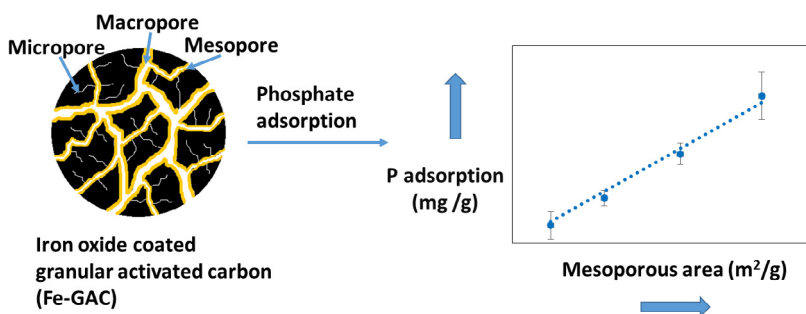 Macropore
Micropore
Mesopore
Phosphate
adsorption
Iron oxide coated
granular activated carbon
(Fe-GAC)
P adsorption
(mg /g)
Mesoporous area (m²/g)